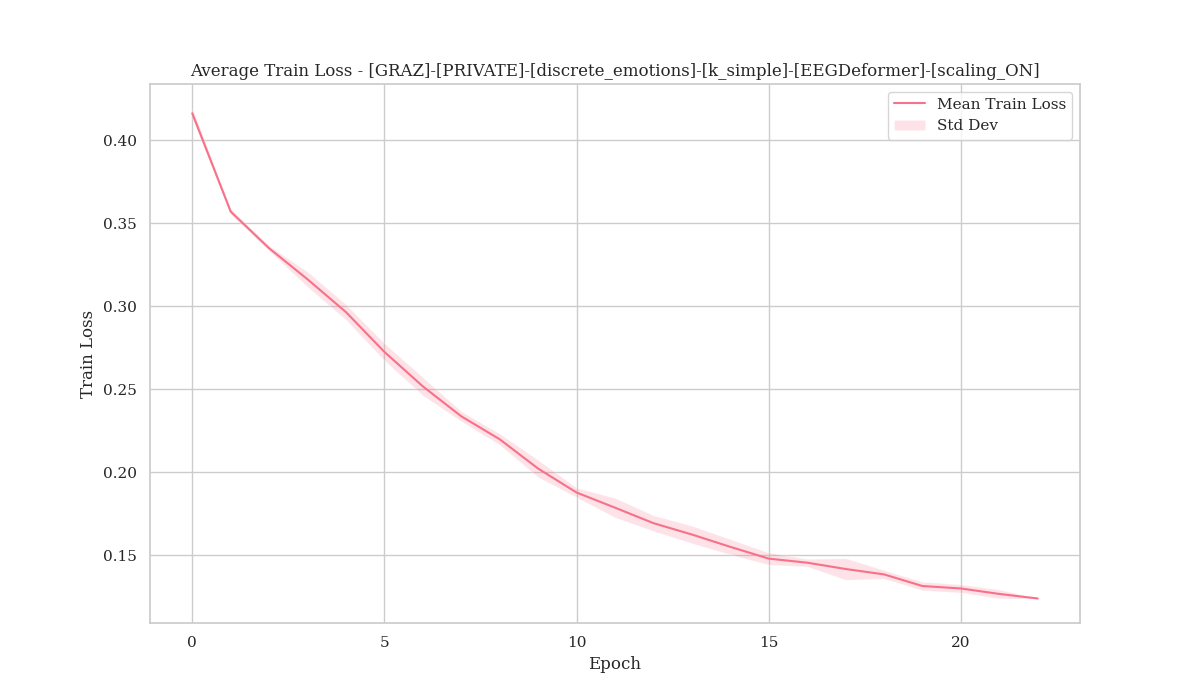 Average Train Loss - [GRAZ]-[PRIVATE]-[discrete_emotions]-[k_simple]-[EEGDeformer]-[scaling_ON]
Mean Train Loss
Std Dev
0.40
0.35
0.30
0.25
0.20
0.15
Train Loss
0 5 10 15 20
Epoch